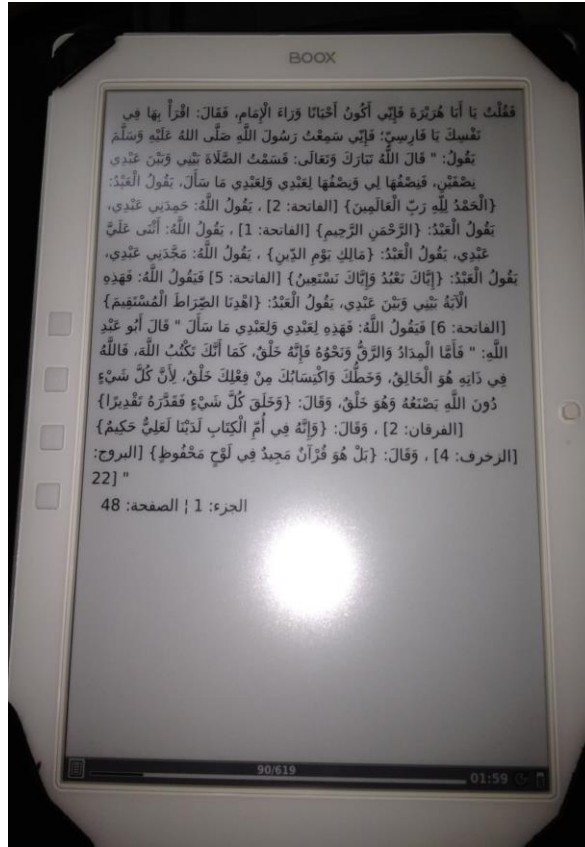 BOOX
فَقُلْتُ يَا أَبَا هُرَيْرَةَ فَإِنِّي أَكُونُ أَحْيَانًا وَرَاءَ الْإِمَامِ، فَقَالَ: اقْرَأْ بِهَا فِي
نَفْسِكَ يَا فَارِسِيُّ؛ فَإِنِّي سَمِعْتُ رَسُولَ اللَّهِ صَلَّى اللهُ عَلَيْهِ وَسَلَّمَ
يَقُولُ: " قَالَ اللَّهُ تَبَارَكَ وَتَعَالَى: قَسَمْتُ الصَّلَاةَ بَيْنِي وَبَيْنَ عَبْدِي
نِصْفَيْنِ، فَنِصْفُهَا لِي وَنِصْفُهَا لِعَبْدِي وَلِعَبْدِي مَا سَأَلَ، يَقُولُ الْعَبْدُ:
{الْحَمْدُ لِلَّهِ رَبِّ الْعَالَمِينَ} [الفاتحة: 2] ، يَقُولُ اللَّهُ: حَمِدَنِي عَبْدِي،
يَقُولُ الْعَبْدُ: {الرَّحْمَنِ الرَّحِيمِ} [الفاتحة: 1] ، يَقُولُ اللَّهُ: أَثْنَى عَلَيَّ
عَبْدِي، يَقُولُ الْعَبْدُ: {مَالِكِ يَوْمِ الدِّينِ} ، يَقُولُ اللَّهُ: مَجَّدَنِي عَبْدِي،
يَقُولُ الْعَبْدُ: {إِيَّاكَ نَعْبُدُ وَإِيَّاكَ نَسْتَعِينُ} [الفاتحة: 5] فَيَقُولُ اللَّهُ: فَهَذِهِ
الْآيَةُ بَيْنِي وَبَيْنَ عَبْدِي، يَقُولُ الْعَبْدُ: {اهْدِنَا الصِّرَاطَ الْمُسْتَقِيمَ}
[الفاتحة: 6] فَيَقُولُ اللَّهُ: فَهَذِهِ لِعَبْدِي وَلِعَبْدِي مَا سَأَلَ " قَالَ أَبُو عَبْدِ
اللَّهِ: " فَأَمَّا الْمِدَادُ وَالرَّقُّ وَنَحْوُهُ فَإِنَّهُ خَلْقٌ، كَمَا أَنَّكَ تَكْتُبُ اللَّهَ، فَاللَّهُ
فِي ذَاتِهِ هُوَ الْخَالِقُ، وَخَطُّكَ وَاكْتِسَابُكَ مِنْ فِعْلِكَ خَلْقٌ، لِأَنَّ كُلَّ شَيْءٍ
دُونَ اللَّهِ يَصْنَعُهُ وَهُوَ خَلْقٌ، وَقَالَ: {وَخَلَقَ كُلَّ شَيْءٍ فَقَدَّرَهُ تَقْدِيرًا}
[الفرقان: 2] ، وَقَالَ: {وَإِنَّهُ فِي أُمِّ الْكِتَابِ لَدَيْنَا لَعَلِيٌّ حَكِيمٌ}
[الزخرف: 4] ، وَقَالَ: {بَلْ هُوَ قُرْآنٌ مَجِيدٌ فِي لَوْحٍ مَحْفُوظٍ} [البروج:
22] "
الجزء: 1 ¦ الصفحة: 48
90/619
01:59